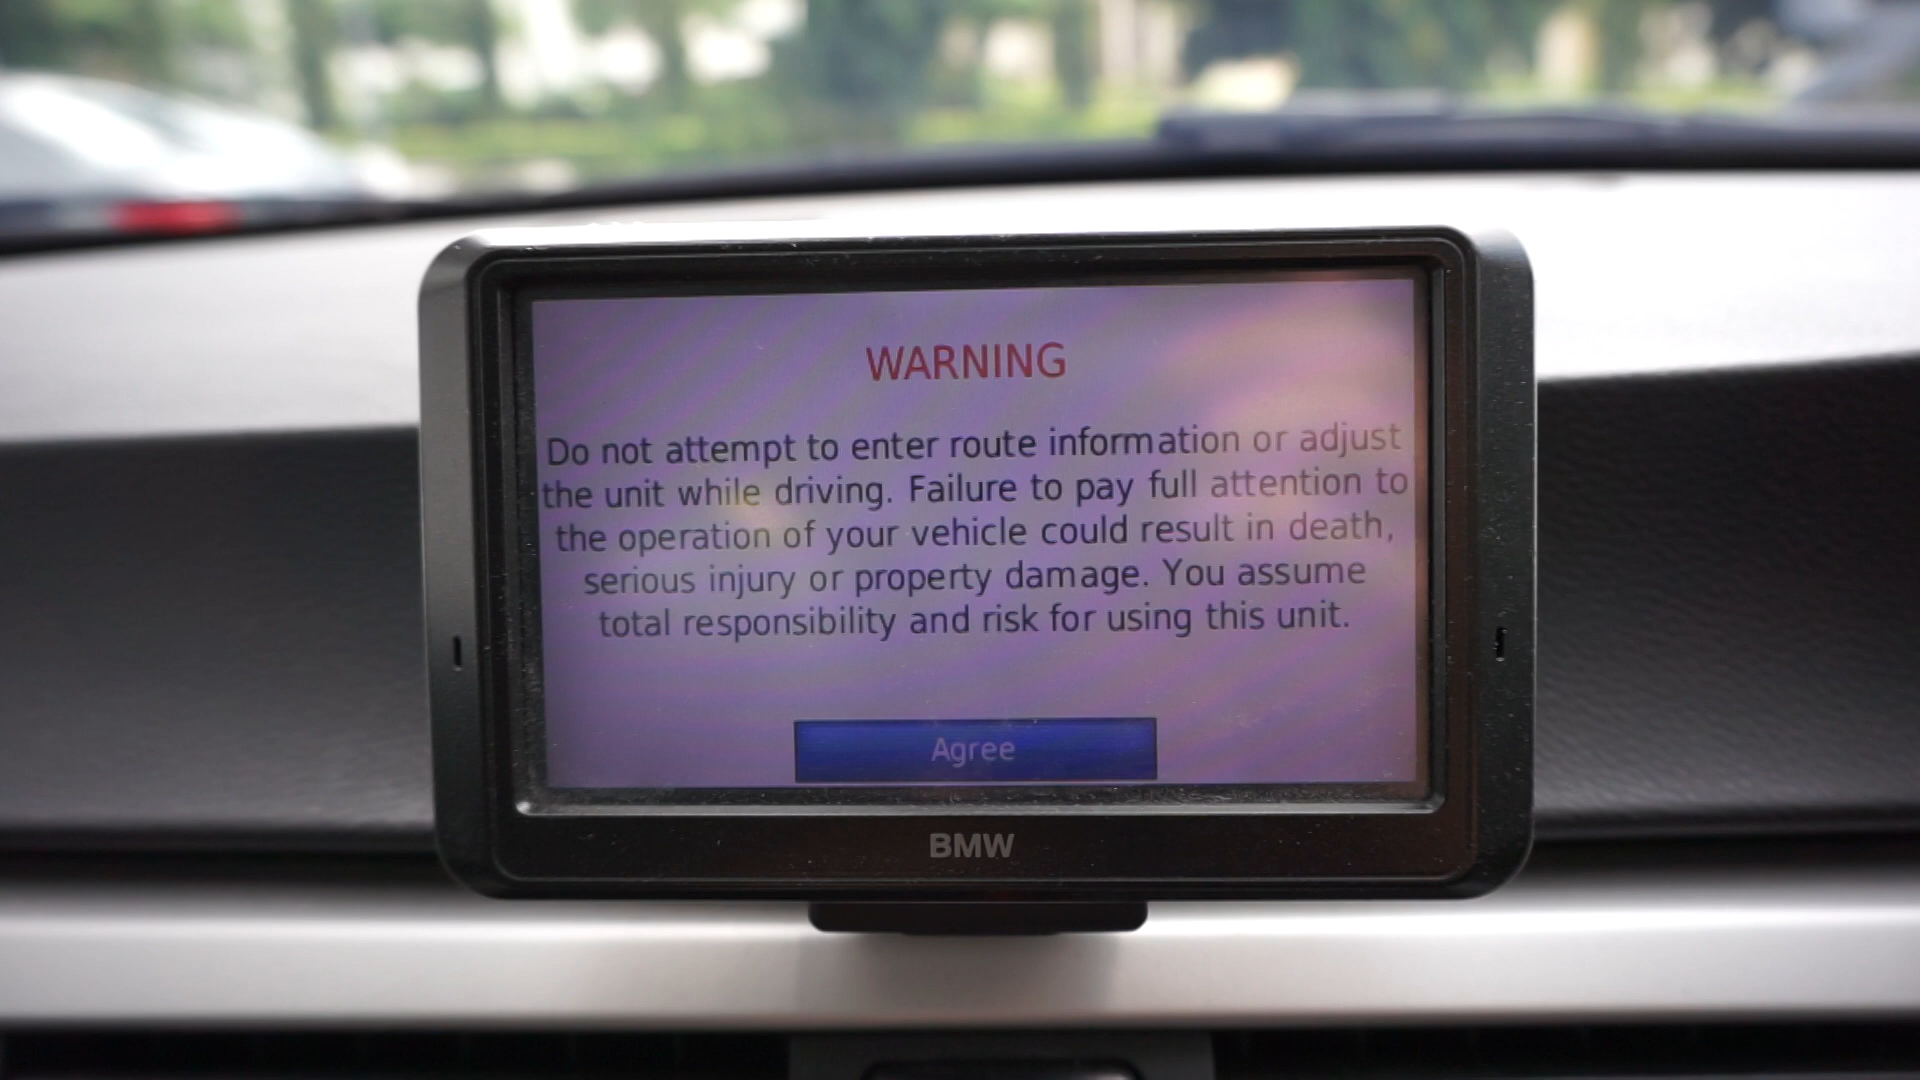 WARNING
Do not attempt to enter route information or adjust
the unit while driving. Failure to pay full attention to
the operation of your vehicle could result in death,
serious injury or property damage. You assume
total responsibility and risk for using this unit.
Agree
BMW